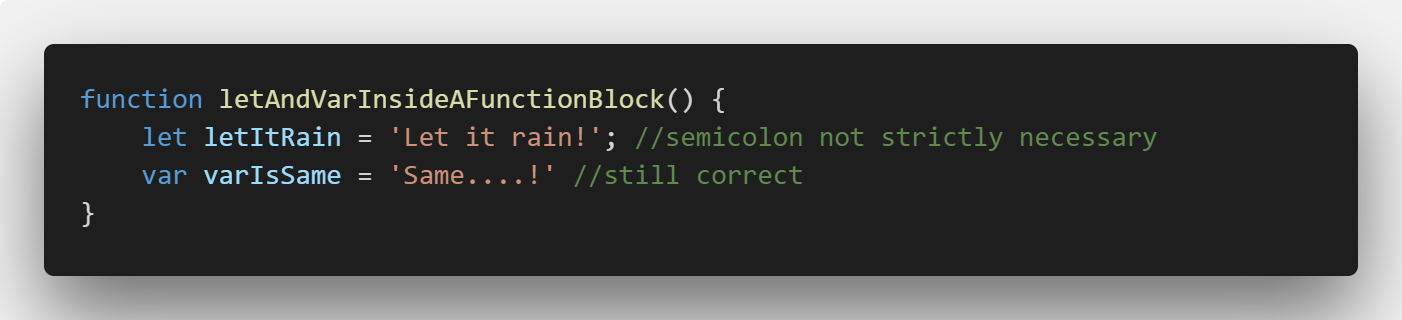 function letAndVarInsideAFunctionBlock() {
    let letItRain = 'Let it rain!'; //semicolon not strictly necessary
    var varIsSame = 'Same....!' //still correct
}